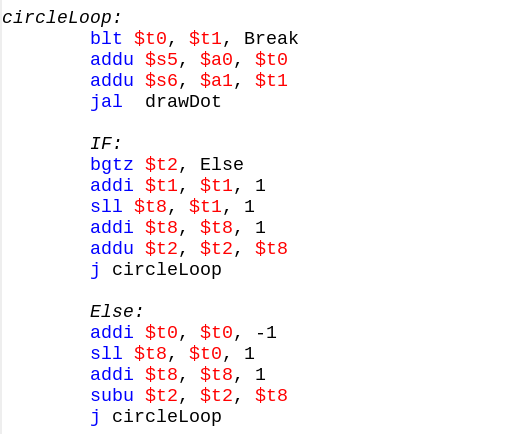 circleLoop:
blt $t0, $t1, Break
addu $s5, $a0, $t0
addu $s6, $a1, $t1
jal  drawDot
IF:
bgtz $t2, Else
addi $t1, $t1, 1
sll $t8, $t1, 1
addi $t8, $t8, 1
addu $t2, $t2, $t8
j circleLoop
Else:
addi $t0, $t0, -1
sll $t8, $t0, 1
addi $t8, $t8, 1
subu $t2, $t2, $t8
j circleLoop